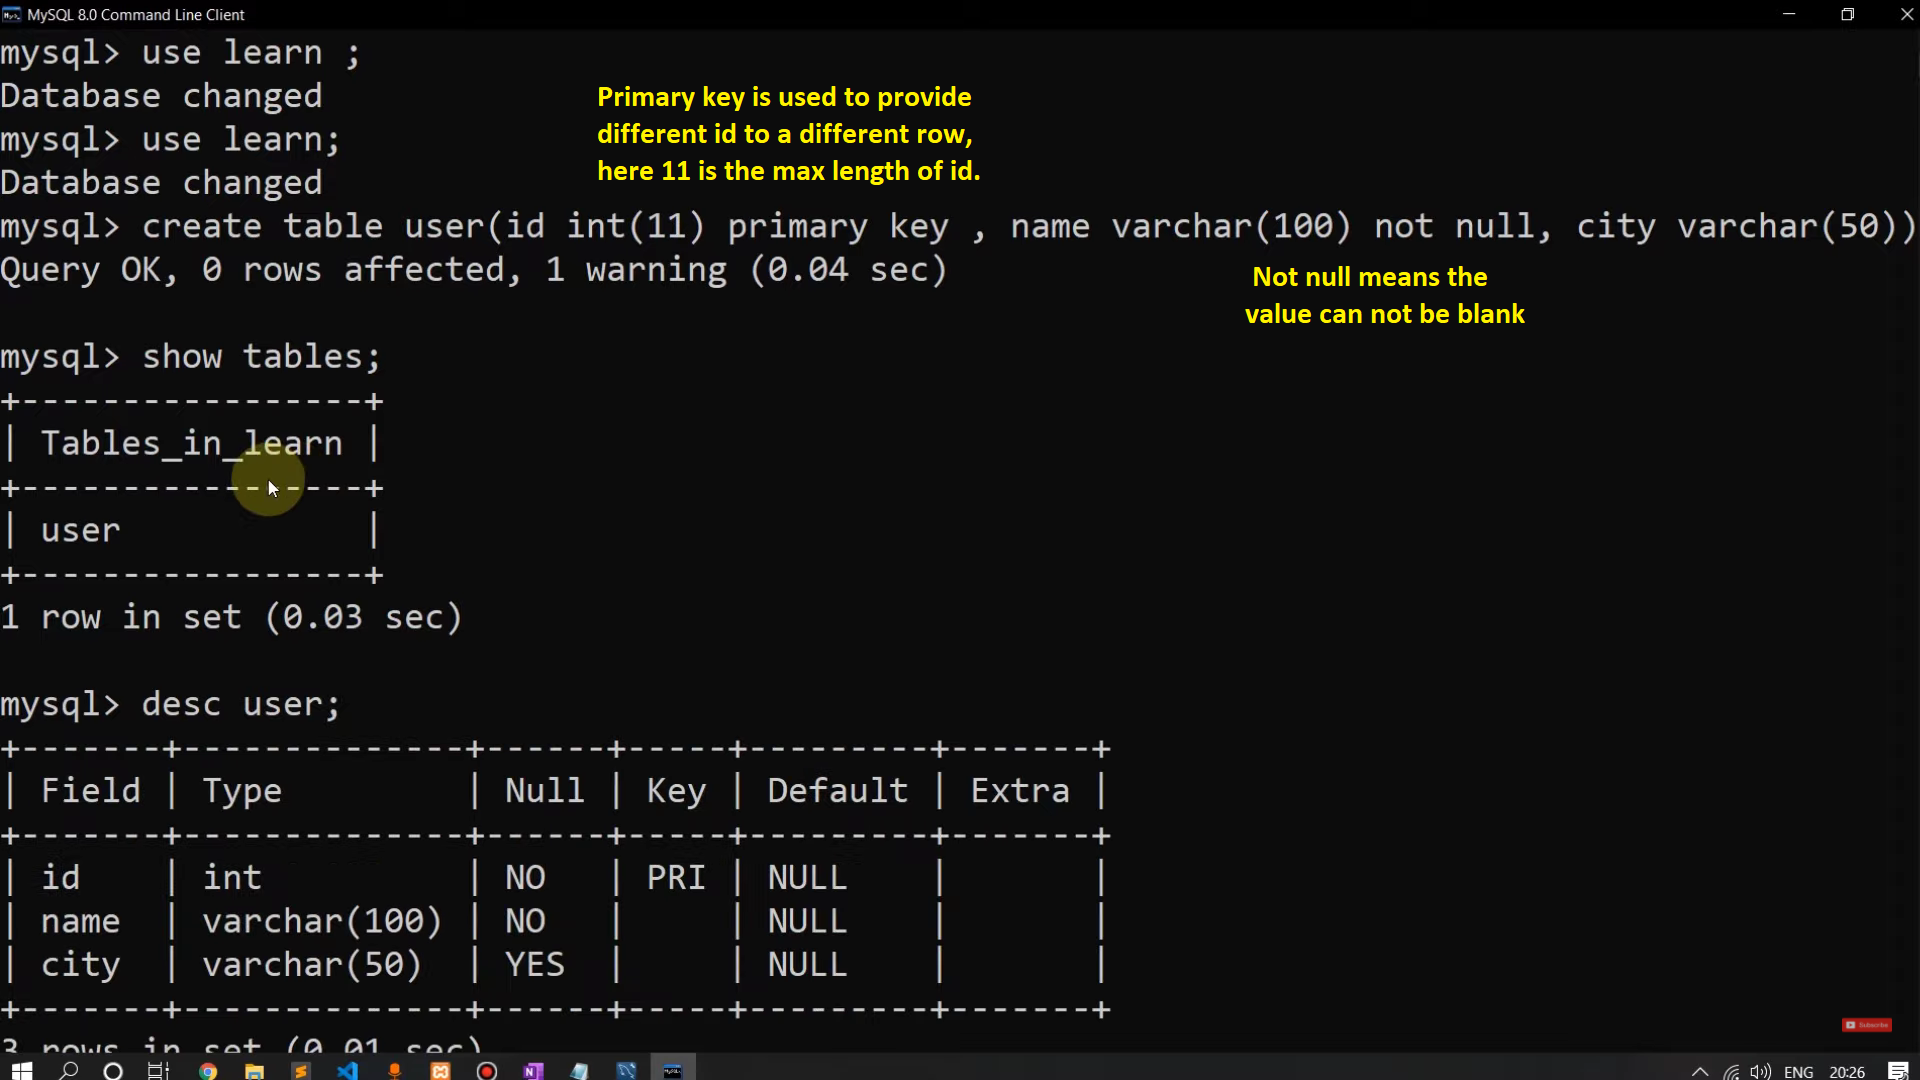 MySQL 8.0 Command Line Client
mysql> use learn ;
Database changed
mysql> use learn;
Database changed
Primary key is used to provide
different id to a different row,
here 11 is the max length of id.
mysql> create table user(id int(11) primary key , name varchar(100) not null, city varchar(50))
Query OK, 0 rows affected, 1 warning (0.04 sec)
Not null means the
value can not be blank
mysql> show tables;
+-----------------+
| Tables_in_learn |
+-----------------+
| user            |
+-----------------+
1 row in set (0.03 sec)
mysql> desc user;
+-------+--------------+------+-----+---------+-------+
| Field | Type         | Null | Key | Default | Extra |
+-------+--------------+------+-----+---------+-------+
| id    | int          | NO   | PRI | NULL    |       |
| name  | varchar(100) | NO   |     | NULL    |       |
| city  | varchar(50)  | YES  |     | NULL    |       |
+-------+--------------+------+-----+---------+-------+
3 rows in set (0.01 sec)
Subscribe
ENG 20:26